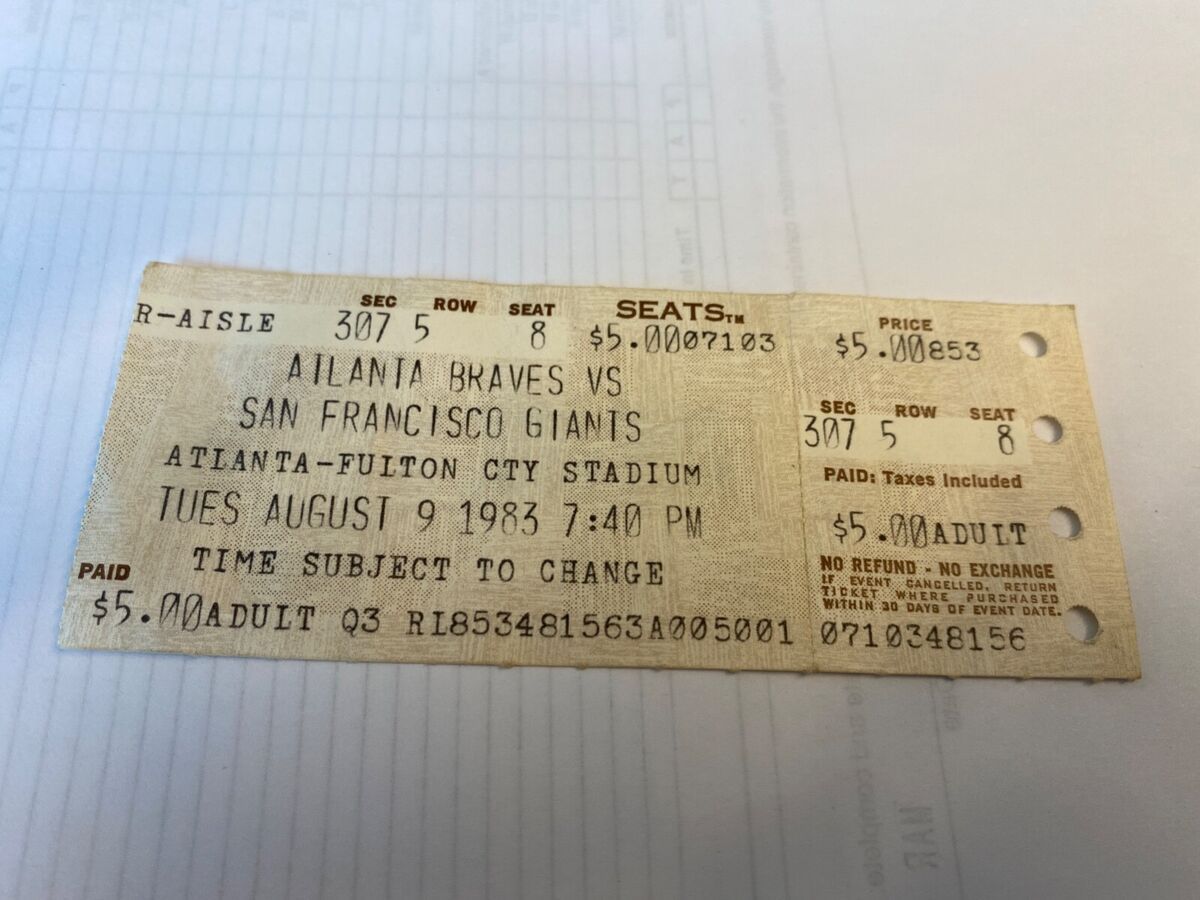 SEC ROW SEAT SEATS™
R-AISLE 307 5 8 $5.0007103
ATLANTA BRAVES VS
SAN FRANCISCO GIANTS
ATLANTA-FULTON CTY STADIUM
TUES AUGUST 9 1983 7:40 PM
TIME SUBJECT TO CHANGE
PAID
$5.00ADULT Q3 RL853481563A005001
PRICE
$5.00853
SEC ROW SEAT
307 5 8
PAID: Taxes Included
$5.00ADULT
NO REFUND - NO EXCHANGE
IF EVENT CANCELLED, RETURN
TICKET WHERE PURCHASED
WITHIN 30 DAYS OF EVENT DATE.
0710348156
MAR